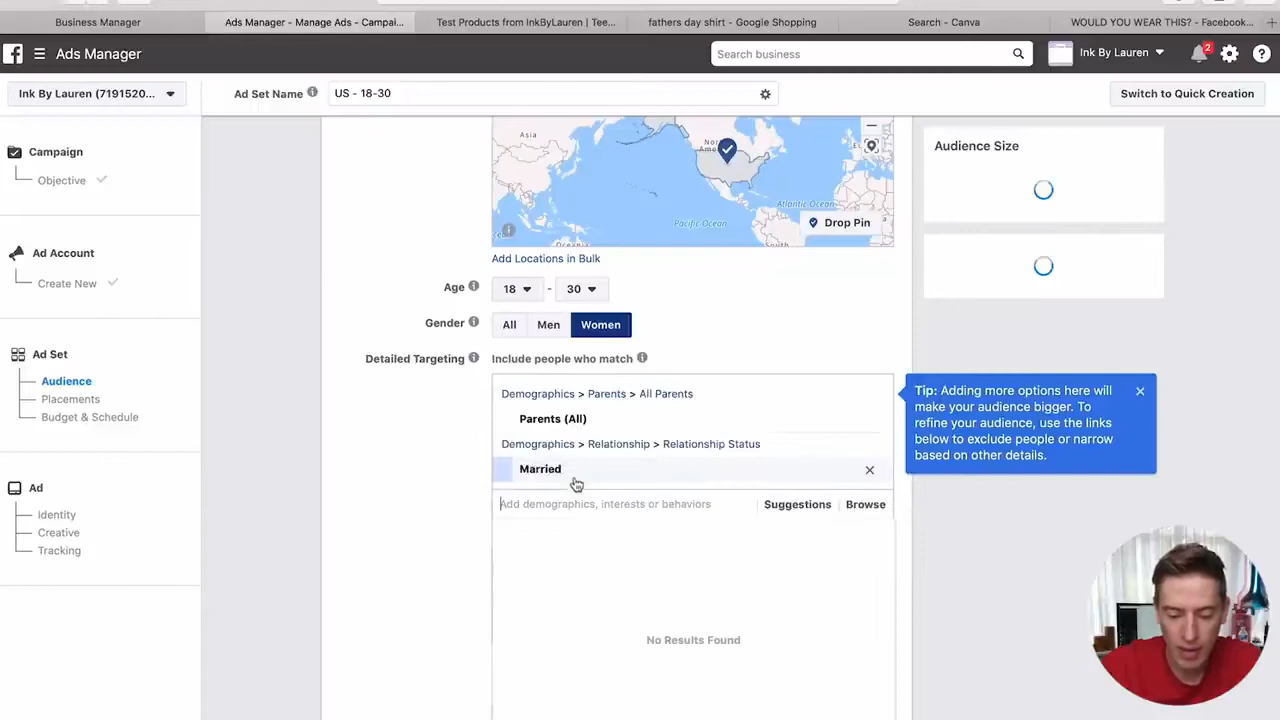 Business Manager
Ads Manager - Manage Ads - Campai...
Test Products from InkByLauren | Tee...
fathers day shirt - Google Shopping
Search - Canva
WOULD YOU WEAR THIS? - Facebook...
Ads Manager
Search business
Ink By Lauren
2
Ink By Lauren (7191520...
Ad Set Name
US - 18-30
Switch to Quick Creation
Campaign
Objective
Ad Account
Create New
Ad Set
Audience
Placements
Budget & Schedule
Ad
Identity
Creative
Tracking
Asia
Atlantic Ocean
Pacific Ocean
Drop Pin
Add Locations in Bulk
Age
18 - 30
Gender
All
Men
Women
Detailed Targeting
Include people who match
Demographics > Parents > All Parents
Parents (All)
Demographics > Relationship > Relationship Status
Married
Add demographics, interests or behaviors
Suggestions
Browse
No Results Found
Audience Size
Tip: Adding more options here will
make your audience bigger. To
refine your audience, use the links
below to exclude people or narrow
based on other details.